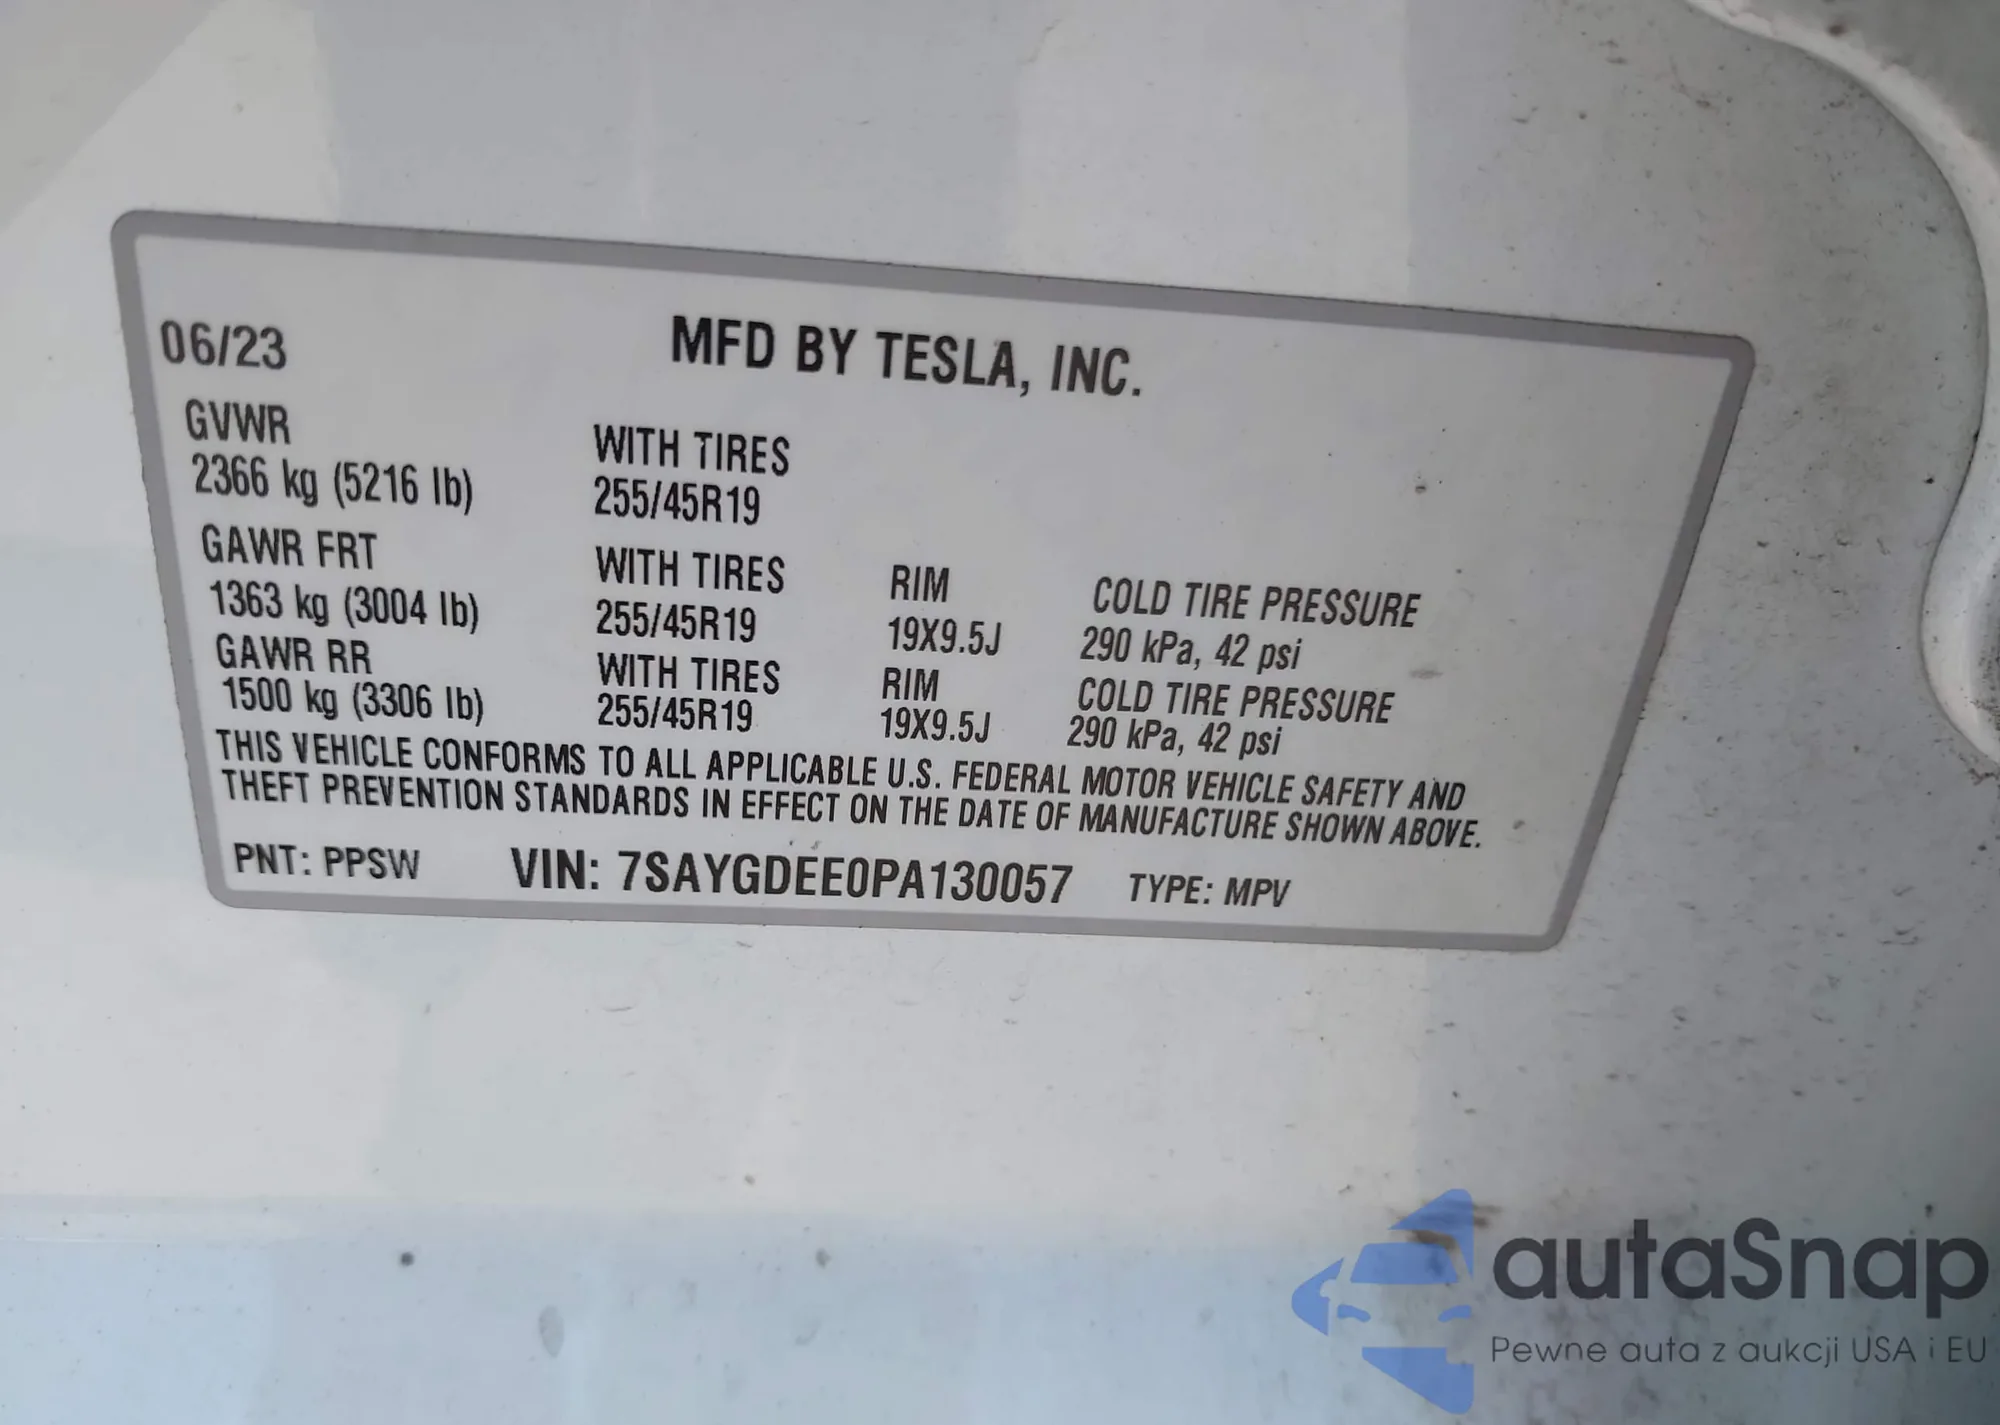 06/23 MFD BY TESLA, INC.
GVWR WITH TIRES
2366 kg (5216 lb) 255/45R19
GAWR FRT WITH TIRES RIM COLD TIRE PRESSURE
1363 kg (3004 lb) 255/45R19 19X9.5J 290 kPa, 42 psi
GAWR RR WITH TIRES RIM COLD TIRE PRESSURE
1500 kg (3306 lb) 255/45R19 19X9.5J 290 kPa, 42 psi
THIS VEHICLE CONFORMS TO ALL APPLICABLE U.S. FEDERAL MOTOR VEHICLE SAFETY AND
THEFT PREVENTION STANDARDS IN EFFECT ON THE DATE OF MANUFACTURE SHOWN ABOVE.
PNT: PPSW VIN: 7SAYGDEE0PA130057 TYPE: MPV
autaSnap
Pewne auta z aukcji USA i EU